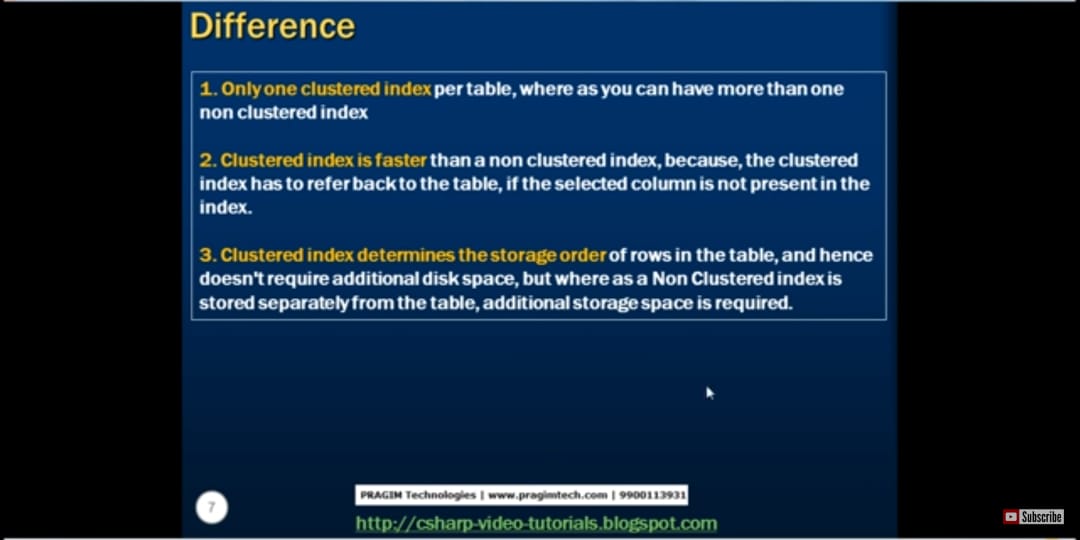 Difference
1. Only one clustered index per table, where as you can have more than one
non clustered index
2. Clustered index is faster than a non clustered index, because, the clustered
index has to refer back to the table, if the selected column is not present in the
index.
3. Clustered index determines the storage order of rows in the table, and hence
doesn't require additional disk space, but where as a Non Clustered index is
stored separately from the table, additional storage space is required.
7
PRAGIM Technologies | www.pragimtech.com | 9900113931
http://csharp-video-tutorials.blogspot.com
Subscribe